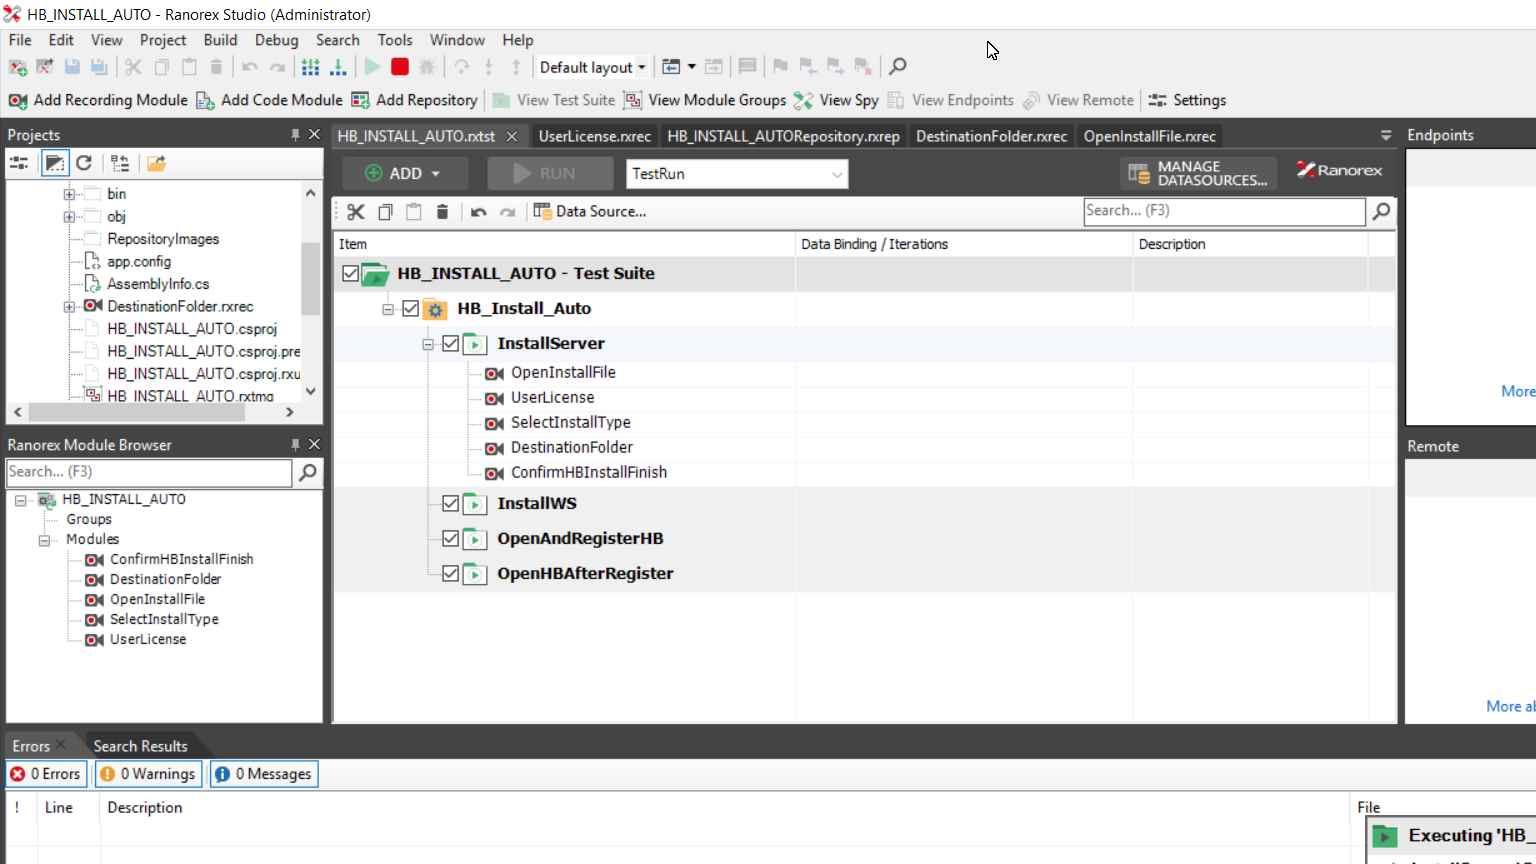 HB_INSTALL_AUTO - Ranorex Studio (Administrator)
File Edit View Project Build Debug Search Tools Window Help
Default layout
Add Recording Module Add Code Module Add Repository View Test Suite View Module Groups View Spy View Endpoints View Remote Settings
Projects
bin
obj
RepositoryImages
app.config
AssemblyInfo.cs
DestinationFolder.rxrec
HB_INSTALL_AUTO.csproj
HB_INSTALL_AUTO.csproj.pre
HB_INSTALL_AUTO.csproj.rxu
HB_INSTALL_AUTO.rxtmg
Ranorex Module Browser
Search... (F3)
HB_INSTALL_AUTO
Groups
Modules
ConfirmHBInstallFinish
DestinationFolder
OpenInstallFile
SelectInstallType
UserLicense
HB_INSTALL_AUTO.rxtst UserLicense.rxrec HB_INSTALL_AUTORepository.rxrep DestinationFolder.rxrec OpenInstallFile.rxrec
ADD RUN TestRun MANAGE DATASOURCES... Ranorex
Data Source... Search... (F3)
Item Data Binding / Iterations Description
HB_INSTALL_AUTO - Test Suite
HB_Install_Auto
InstallServer
OpenInstallFile
UserLicense
SelectInstallType
DestinationFolder
ConfirmHBInstallFinish
InstallWS
OpenAndRegisterHB
OpenHBAfterRegister
Endpoints
More
Remote
More ab
Errors Search Results
0 Errors 0 Warnings 0 Messages
! Line Description File
Executing 'HB_